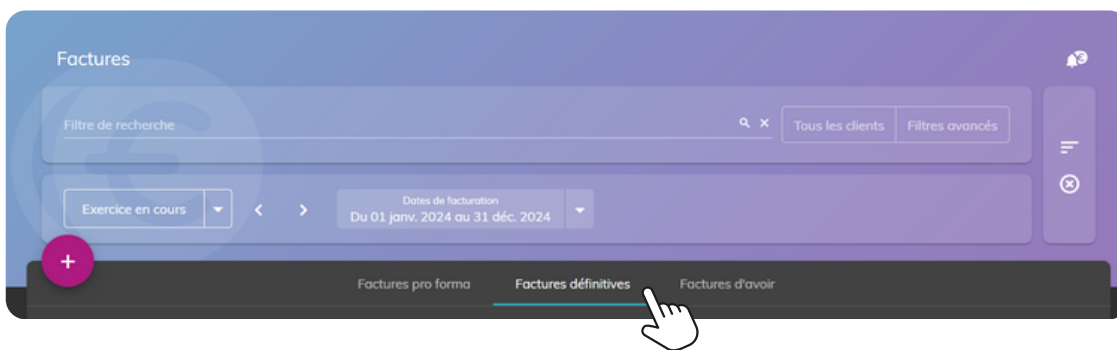 Factures
Filtre de recherche
Tous les clients
Filtres avancés
Exercice en cours
Dates de facturation
Du 01 janv. 2024 au 31 déc. 2024
Factures pro forma
Factures définitives
Factures d'avoir